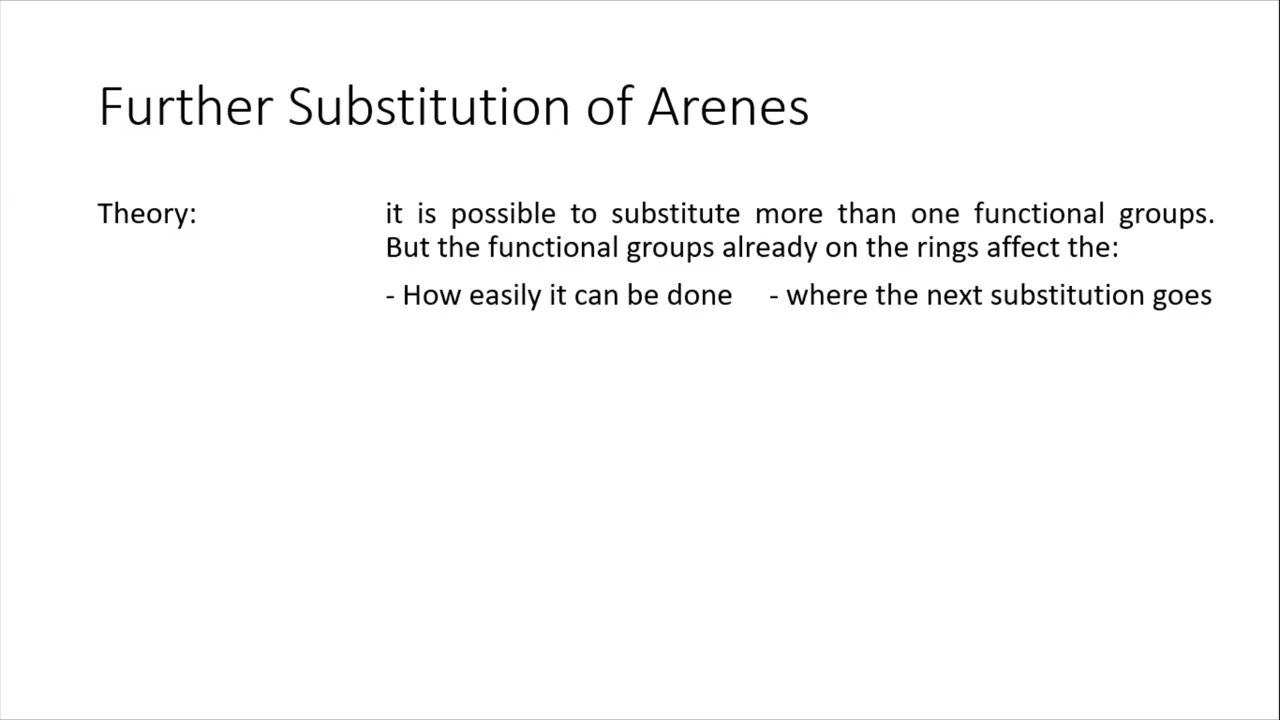 Further Substitution of Arenes
Theory:
it is possible to substitute more than one functional groups.
But the functional groups already on the rings affect the:
- How easily it can be done - where the next substitution goes